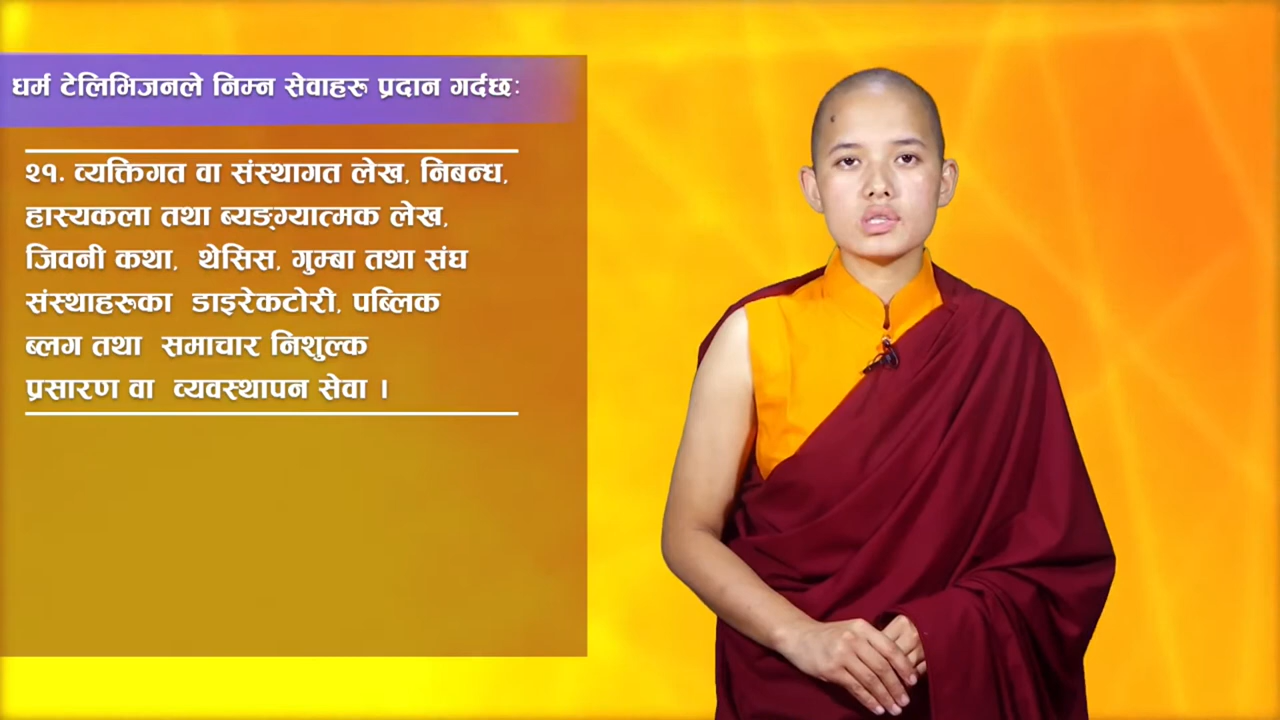 धर्म टेलिभिजनले निम्न सेवाहरू प्रदान गर्दछ:
२१. व्यक्तिगत वा संस्थागत लेख, निबन्ध,
हास्यकला तथा ब्यङ्ग्यात्मक लेख,
जिवनी कथा, थेसिस, गुम्बा तथा संघ
संस्थाहरुका डाइरेक्टोरी, पब्लिक
ब्लग तथा समाचार निशुल्क
प्रसारण वा व्यवस्थापन सेवा ।